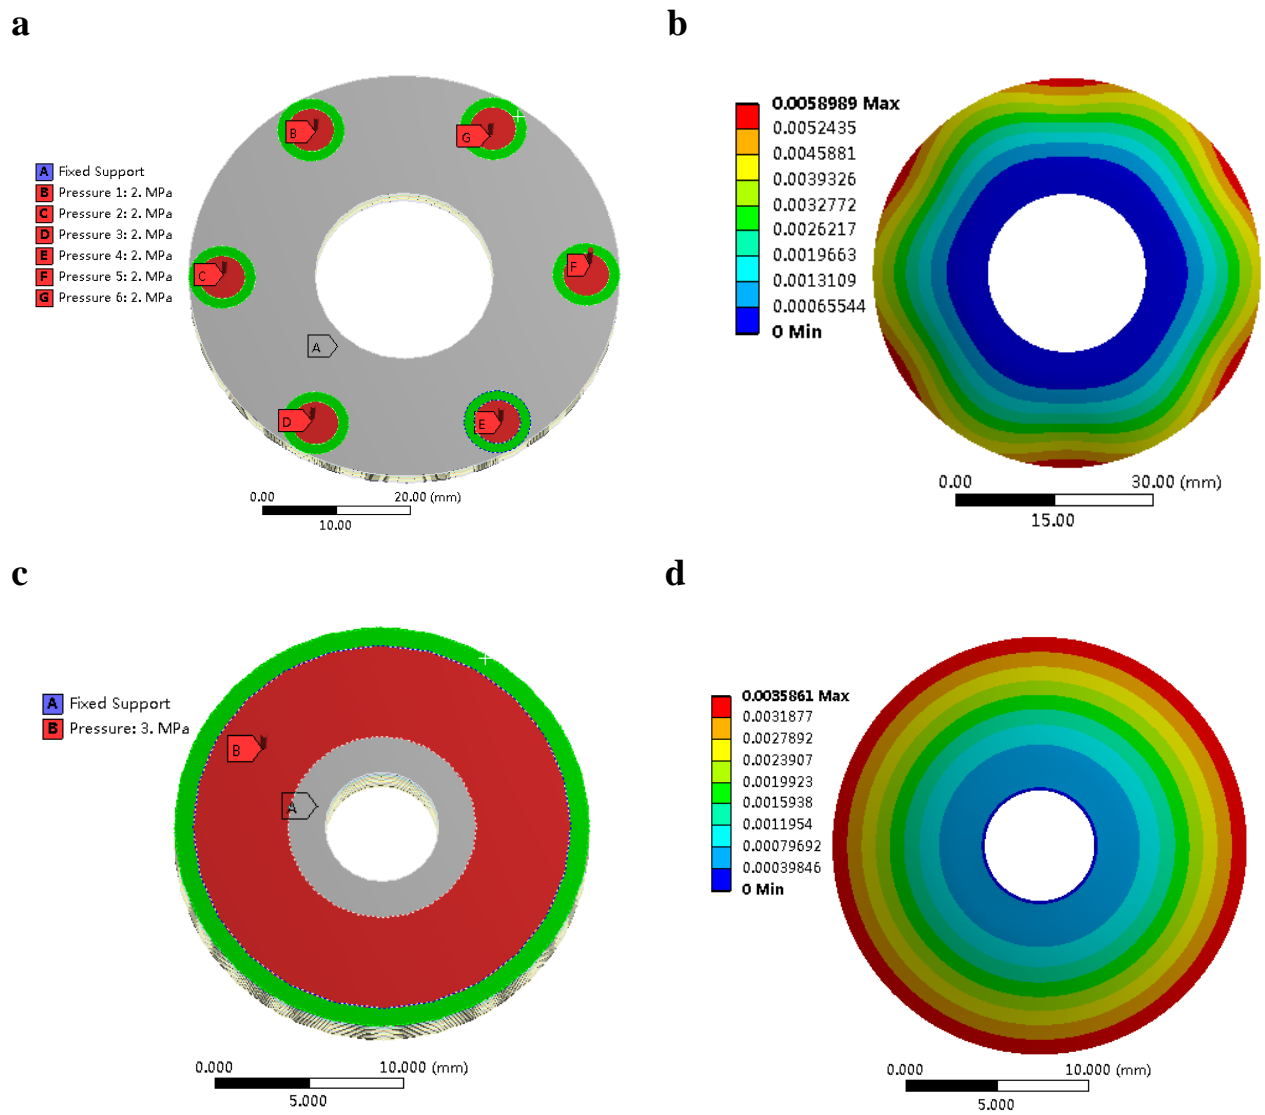 a
A Fixed Support
B Pressure 1: 2. MPa
C Pressure 2: 2. MPa
D Pressure 3: 2. MPa
E Pressure 4: 2. MPa
F Pressure 5: 2. MPa
G Pressure 6: 2. MPa
B
G
C
F
A
D
E
0.00 20.00 (mm)
10.00
b
0.0058989 Max
0.0052435
0.0045881
0.0039326
0.0032772
0.0026217
0.0019663
0.0013109
0.00065544
0 Min
0.00 30.00 (mm)
15.00
c
A Fixed Support
B Pressure: 3. MPa
B
A
0.000 10.000 (mm)
5.000
d
0.0035861 Max
0.0031877
0.0027892
0.0023907
0.0019923
0.0015938
0.0011954
0.00079692
0.00039846
0 Min
0.000 10.000 (mm)
5.000